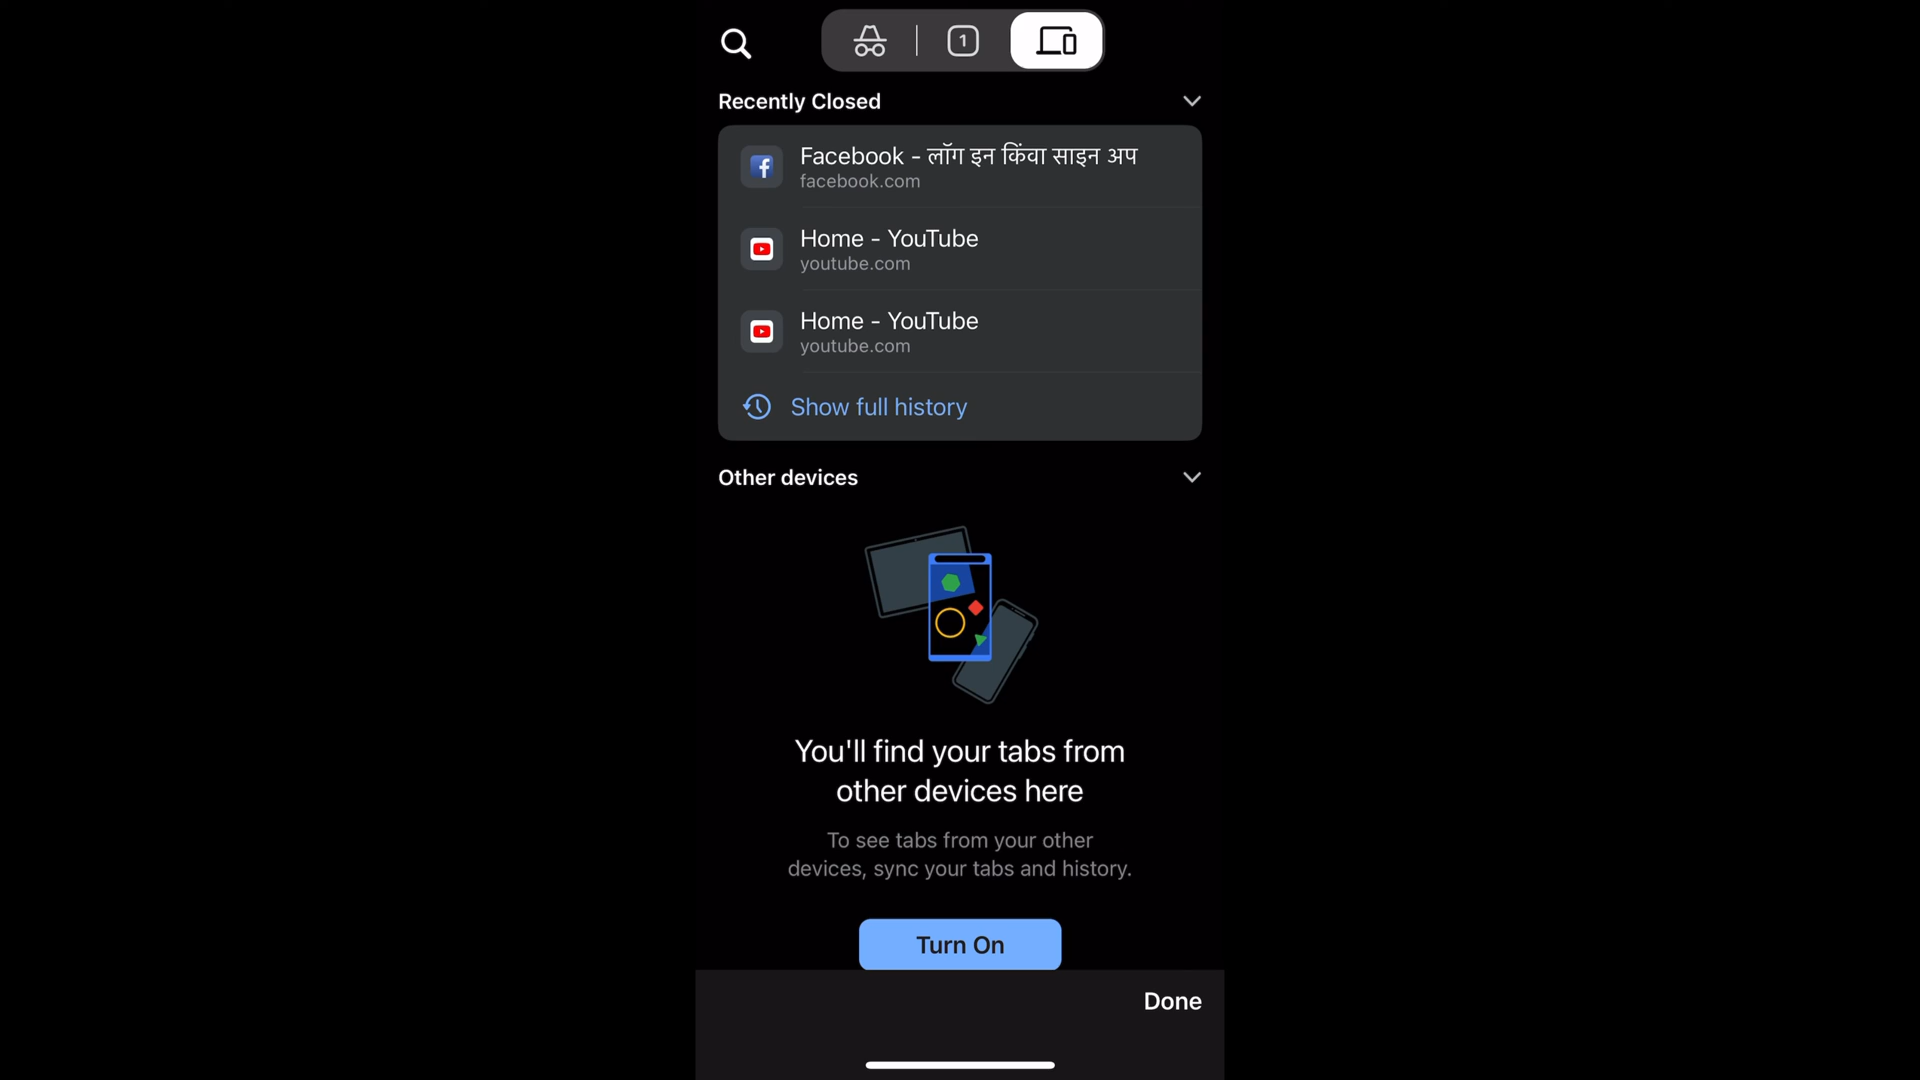 1
Recently Closed
Facebook - लॉग इन किंवा साइन अप
facebook.com
Home - YouTube
youtube.com
Home - YouTube
youtube.com
Show full history
Other devices
You'll find your tabs from
other devices here
To see tabs from your other
devices, sync your tabs and history.
Turn On
Done